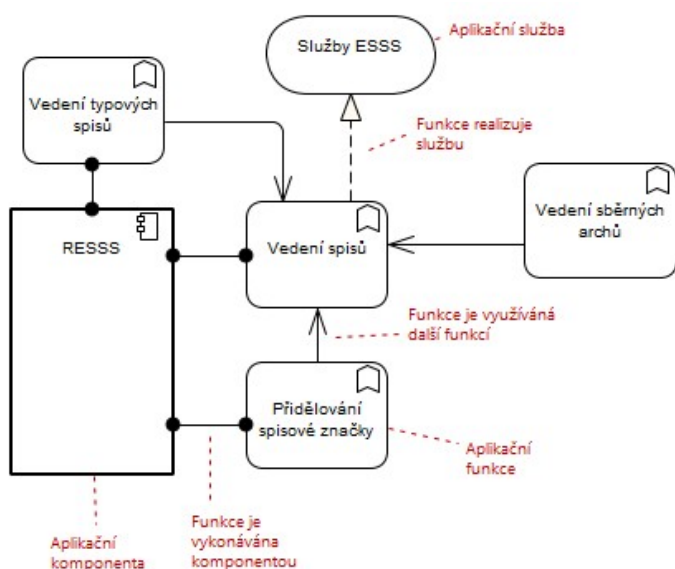 Služby ESSS
Aplikační služba
Vedení typových
spisů
Funkce realizuje
službu
Vedení sběrných
archů
RESSS
Vedení spisů
Funkce je využíváná
další funkcí
Přidělování
spisové značky
Aplikační
funkce
Aplikační
komponenta
Funkce je
vykonávána
komponentou